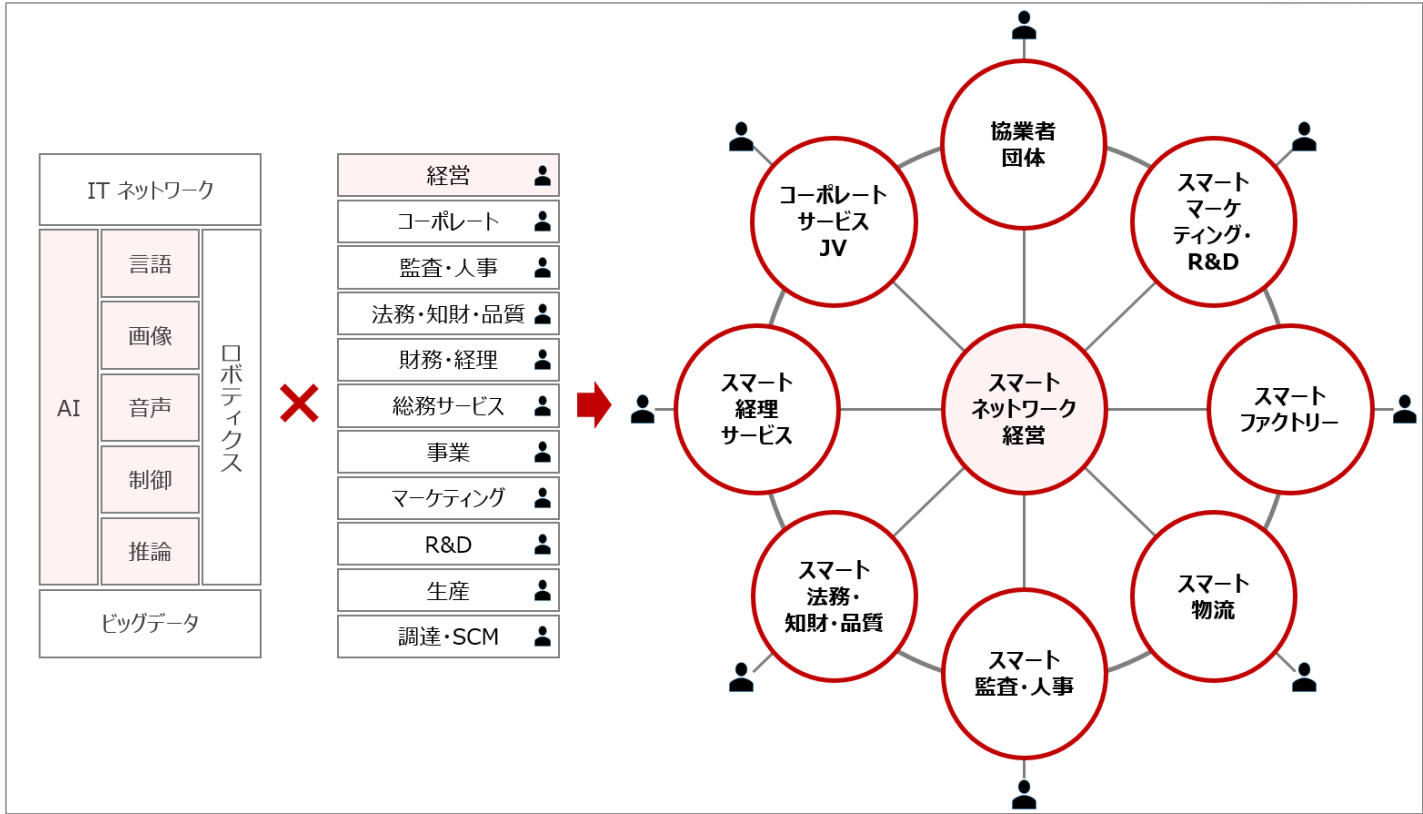 IT ネットワーク
AI
言語
画像
音声
制御
推論
ロボティクス
ビッグデータ
経営
コーポレート
監査・人事
法務・知財・品質
財務・経理
総務サービス
事業
マーケティング
R&D
生産
調達・SCM
協業者
団体
コーポレート
サービス
JV
スマート
マーケ
ティング・
R&D
スマート
経理
サービス
スマート
ネットワーク
経営
スマート
ファクトリー
スマート
法務・
知財・品質
スマート
物流
スマート
監査・人事